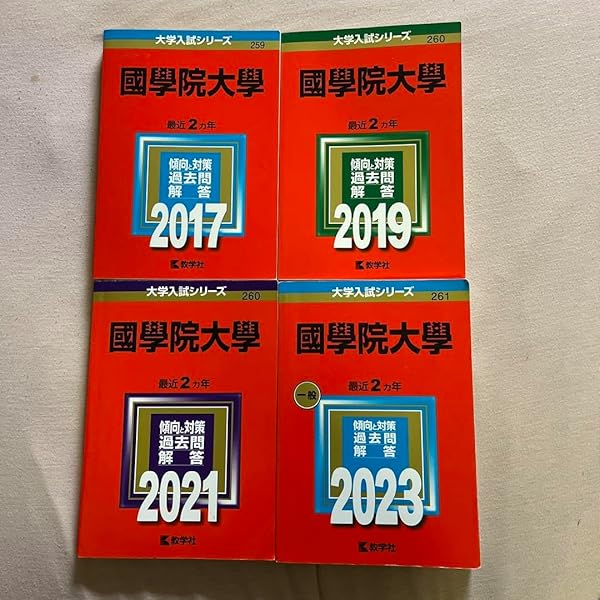 大学入試シリーズ
259
國學院大學
最近2ヵ年
傾向と対策
過去問
解答
2017
教学社
大学入試シリーズ
260
國學院大學
最近2ヵ年
傾向と対策
過去問
解答
2019
教学社
大学入試シリーズ
260
國學院大學
最近2ヵ年
傾向と対策
過去問
解答
2021
教学社
大学入試シリーズ
261
國學院大學
最近2ヵ年
一般
傾向と対策
過去問
解答
2023
教学社